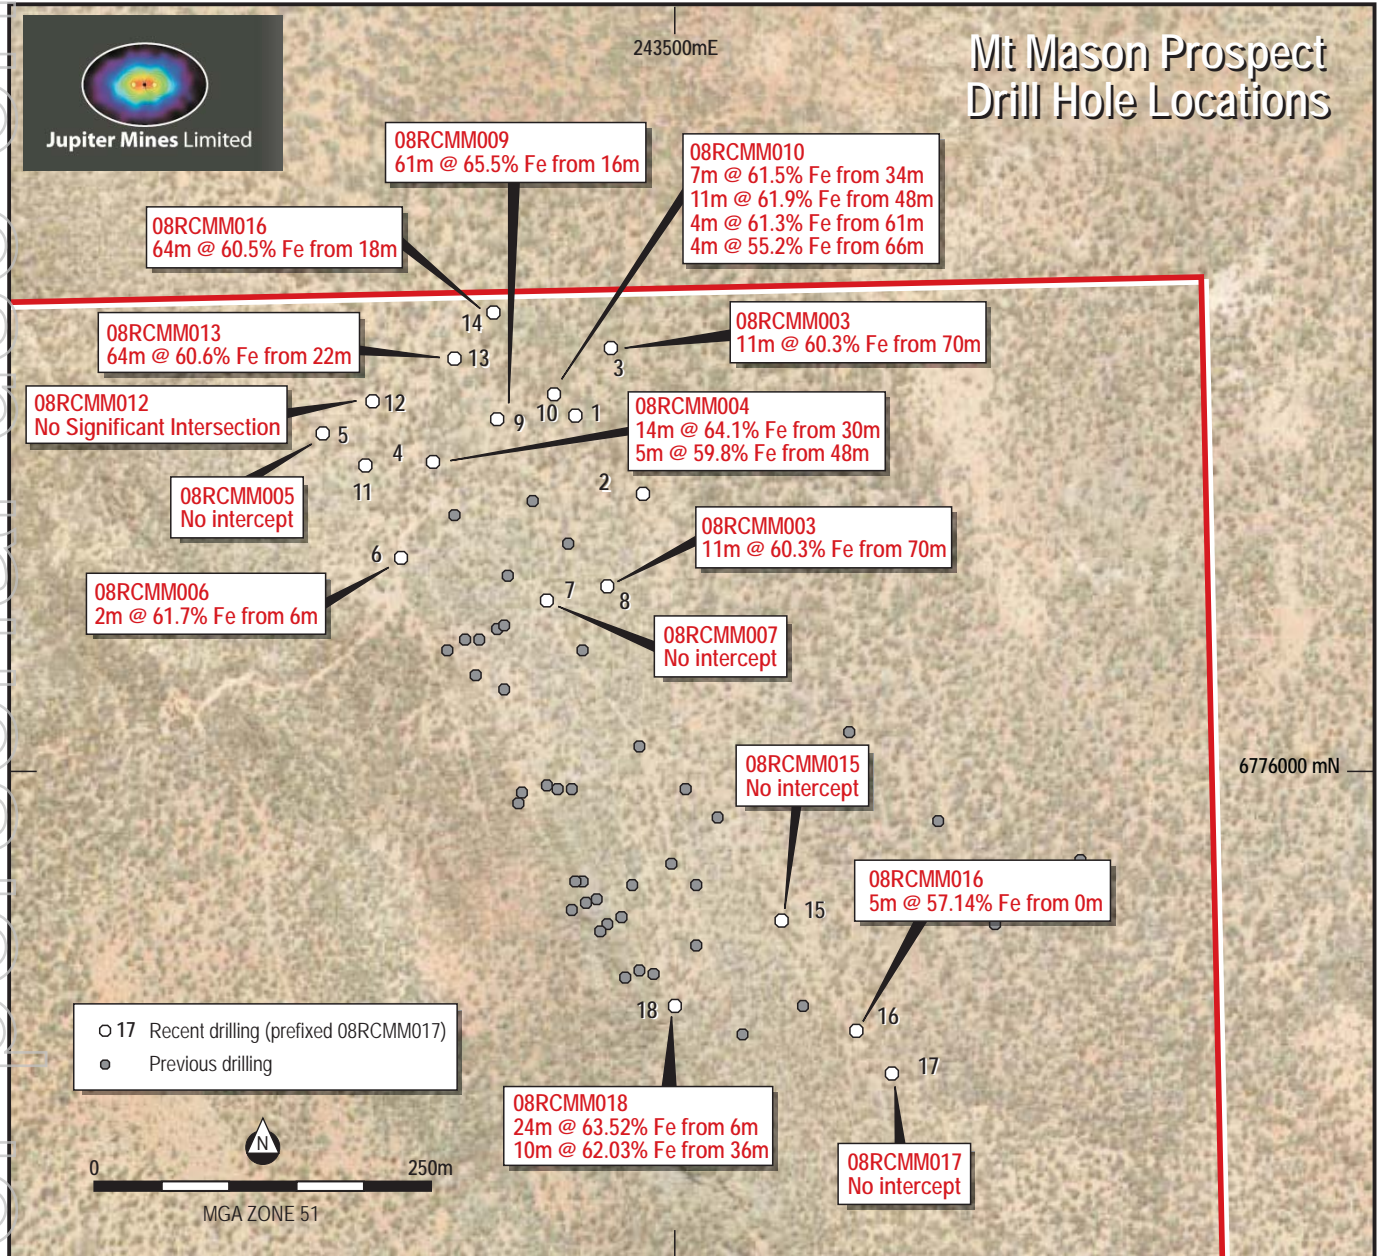 243500mE
Mt Mason Prospect
Drill Hole Locations
Jupiter Mines Limited
08RCMM009
61m @ 65.5% Fe from 16m
08RCMM010
7m @ 61.5% Fe from 34m
11m @ 61.9% Fe from 48m
4m @ 61.3% Fe from 61m
4m @ 55.2% Fe from 66m
08RCMM016
64m @ 60.5% Fe from 18m
14
08RCMM013
64m @ 60.6% Fe from 22m
13
08RCMM003
11m @ 60.3% Fe from 70m
3
08RCMM012
No Significant Intersection
12
10
1
9
5
4
11
08RCMM004
14m @ 64.1% Fe from 30m
5m @ 59.8% Fe from 48m
08RCMM005
No intercept
2
08RCMM003
11m @ 60.3% Fe from 70m
6
7
8
08RCMM006
2m @ 61.7% Fe from 6m
08RCMM007
No intercept
08RCMM015
No intercept
6776000 mN
08RCMM016
5m @ 57.14% Fe from 0m
15
18
16
17
17 Recent drilling (prefixed 08RCMM017)
Previous drilling
08RCMM018
24m @ 63.52% Fe from 6m
10m @ 62.03% Fe from 36m
08RCMM017
No intercept
N
0 250m
MGA ZONE 51